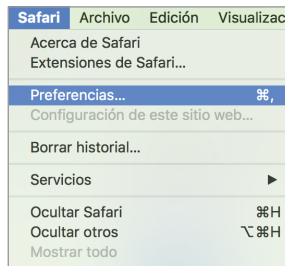 Safari Archivo Edición
Acerca de Safari
Extensiones de Safari...
Preferencias... ⌘,
Configuración de este sitio web...
Borrar historial...
Servicios ▶
Ocultar Safari ⌘H
Ocultar otros ⌥⌘H
Mostrar todo